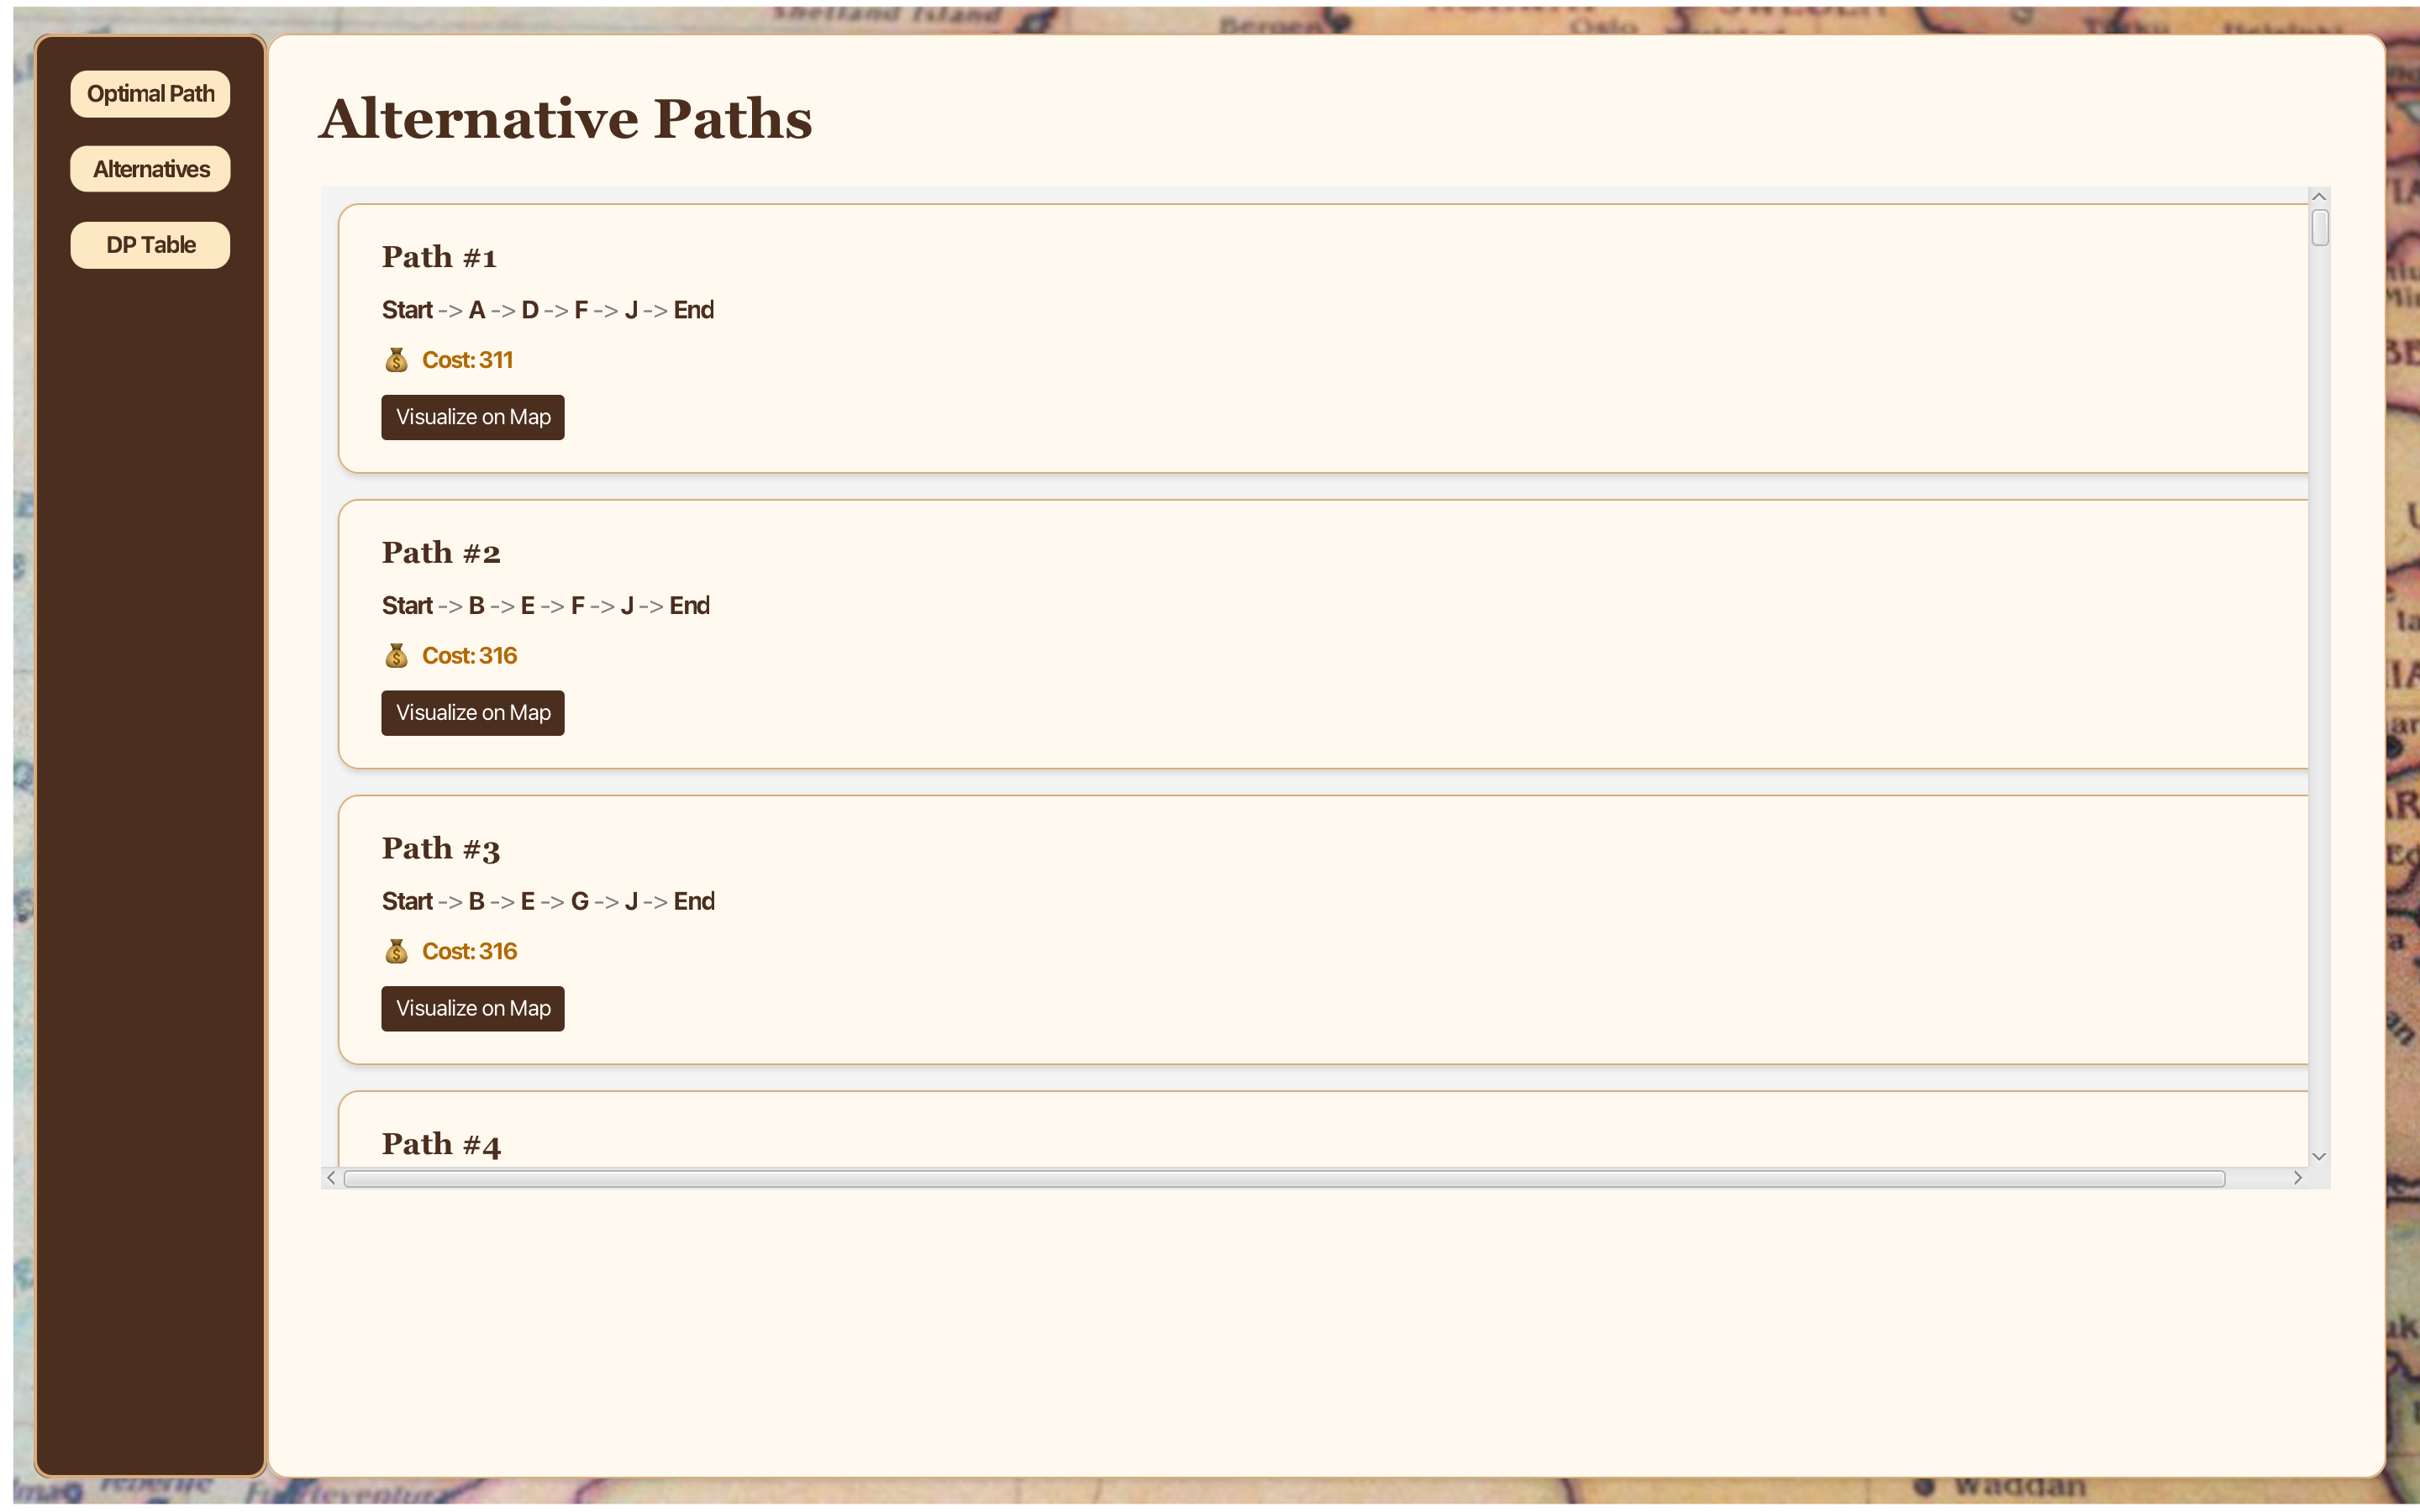 Shetland Island
Bergen
Oslo
Turku
Helsinki
Optimal Path
Alternatives
DP Table
Alternative Paths
Path #1
Start -> A -> D -> F -> J -> End
💰 Cost: 311
Visualize on Map
Path #2
Start -> B -> E -> F -> J -> End
💰 Cost: 316
Visualize on Map
Path #3
Start -> B -> E -> G -> J -> End
💰 Cost: 316
Visualize on Map
Path #4
Waddan